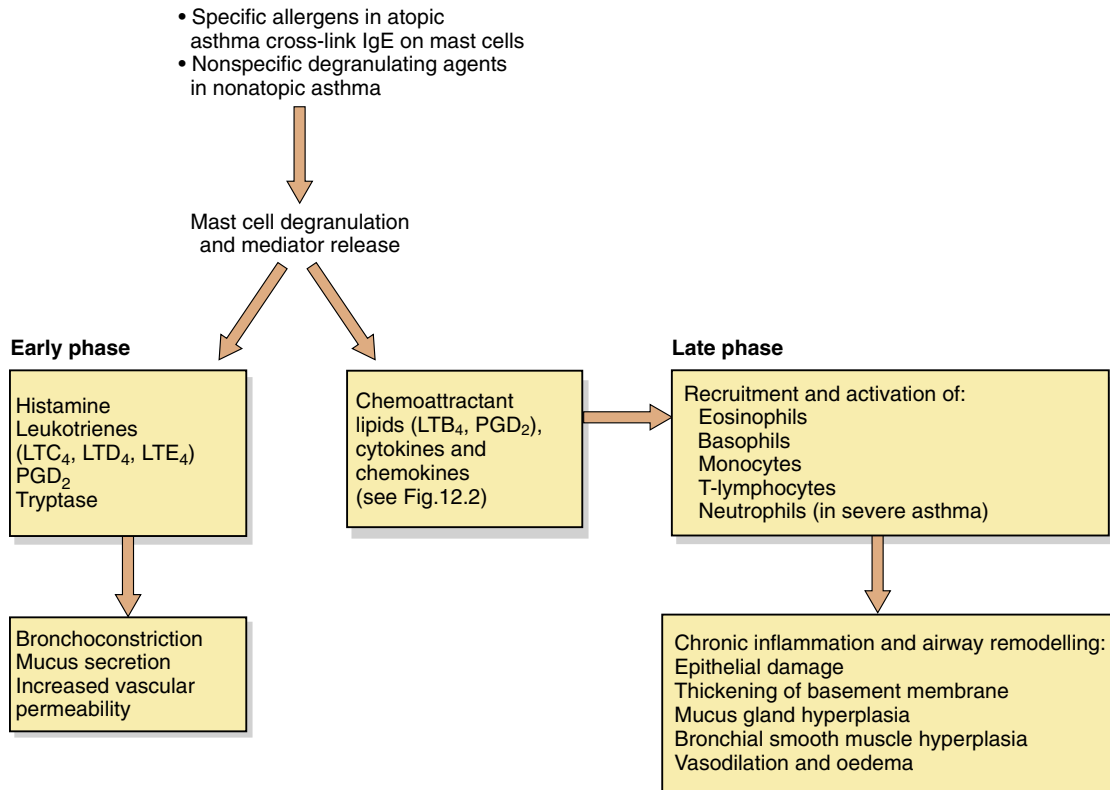 • Specific allergens in atopic
asthma cross-link IgE on mast cells
• Nonspecific degranulating agents
in nonatopic asthma
Mast cell degranulation
and mediator release
Early phase
Histamine
Leukotrienes
(LTC₄, LTD₄, LTE₄)
PGD₂
Tryptase
Bronchoconstriction
Mucus secretion
Increased vascular
permeability
Chemoattractant
lipids (LTB₄, PGD₂),
cytokines and
chemokines
(see Fig.12.2)
Late phase
Recruitment and activation of:
Eosinophils
Basophils
Monocytes
T-lymphocytes
Neutrophils (in severe asthma)
Chronic inflammation and airway remodelling:
Epithelial damage
Thickening of basement membrane
Mucus gland hyperplasia
Bronchial smooth muscle hyperplasia
Vasodilation and oedema